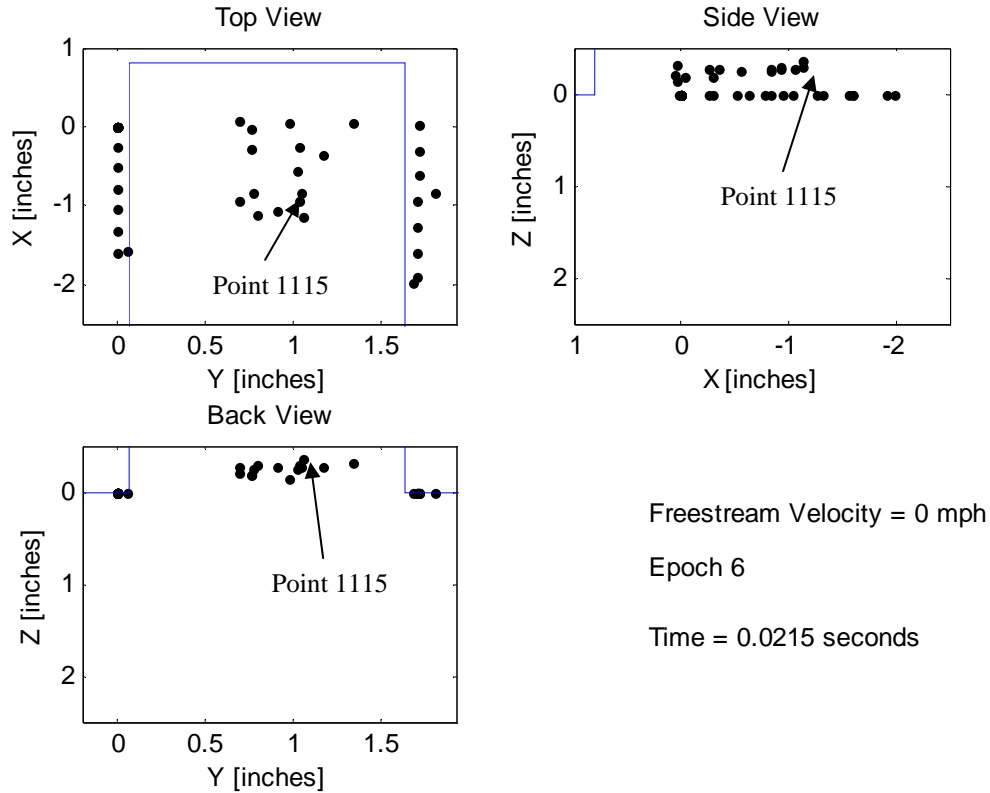 Top View
1
0
-1
-2
X [inches]
Point 1115
0
0.5
1
1.5
Y [inches]
Side View
0
1
2
Z [inches]
Point 1115
1
0
-1
-2
X [inches]
Back View
0
1
2
Z [inches]
Point 1115
0
0.5
1
1.5
Y [inches]
Freestream Velocity = 0 mph
Epoch 6
Time = 0.0215 seconds